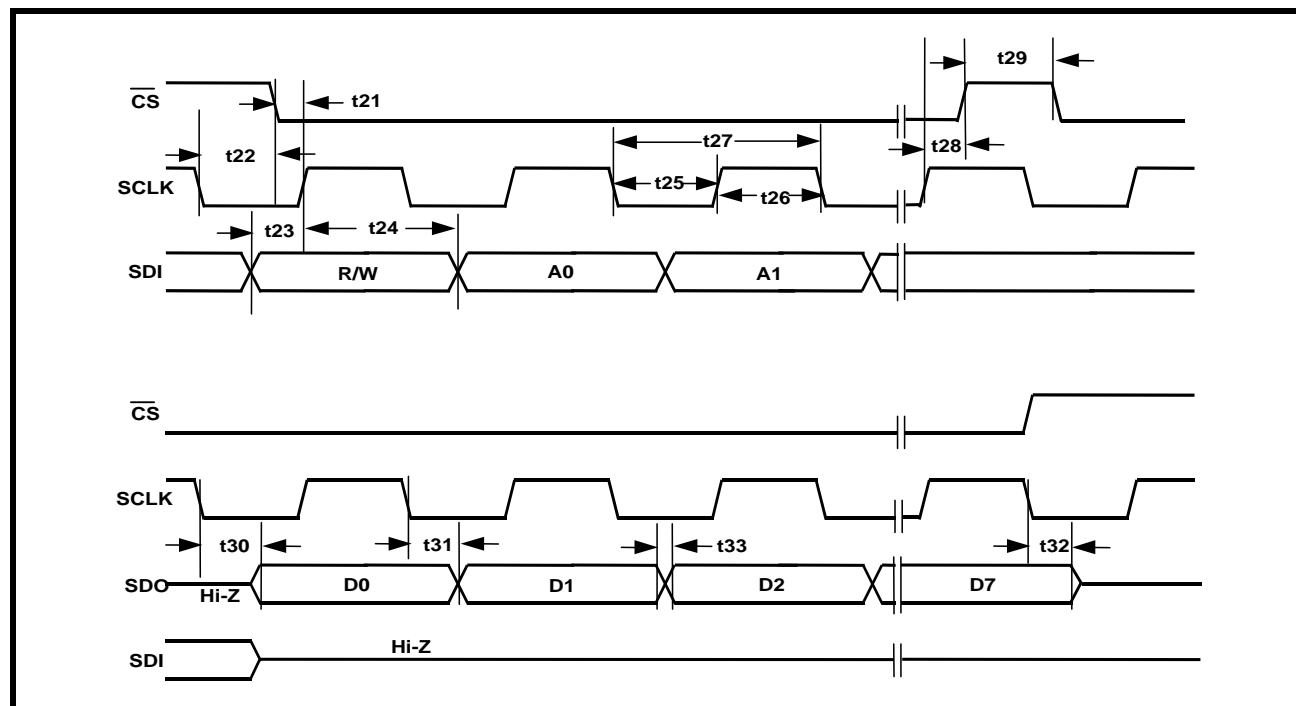 t29
CS
t21
t27
t22
t28
SCLK
t25
t26
t23
t24
SDI
R/W
A0
A1
CS
SCLK
t30
t31
t33
t32
SDO
Hi-Z
D0
D1
D2
D7
SDI
Hi-Z